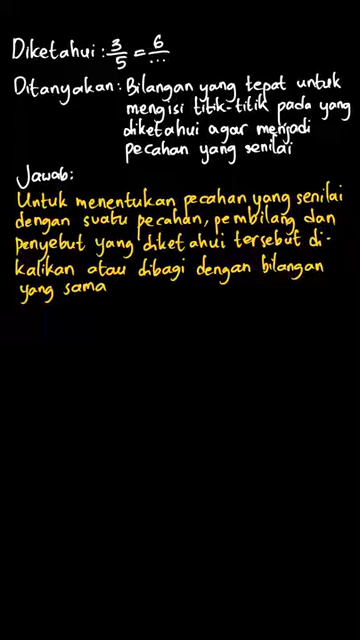 Diketahui : 3/5 = 6/...
Ditanyakan : Bilangan yang tepat untuk
mengisi titik-titik pada yang
diketahui agar menjadi
pecahan yang senilai
Jawab:
Untuk menentukan pecahan yang senilai
dengan suatu pecahan, pembilang dan
penyebut yang diketahui tersebut di-
kalikan atau dibagi dengan bilangan
yang sama